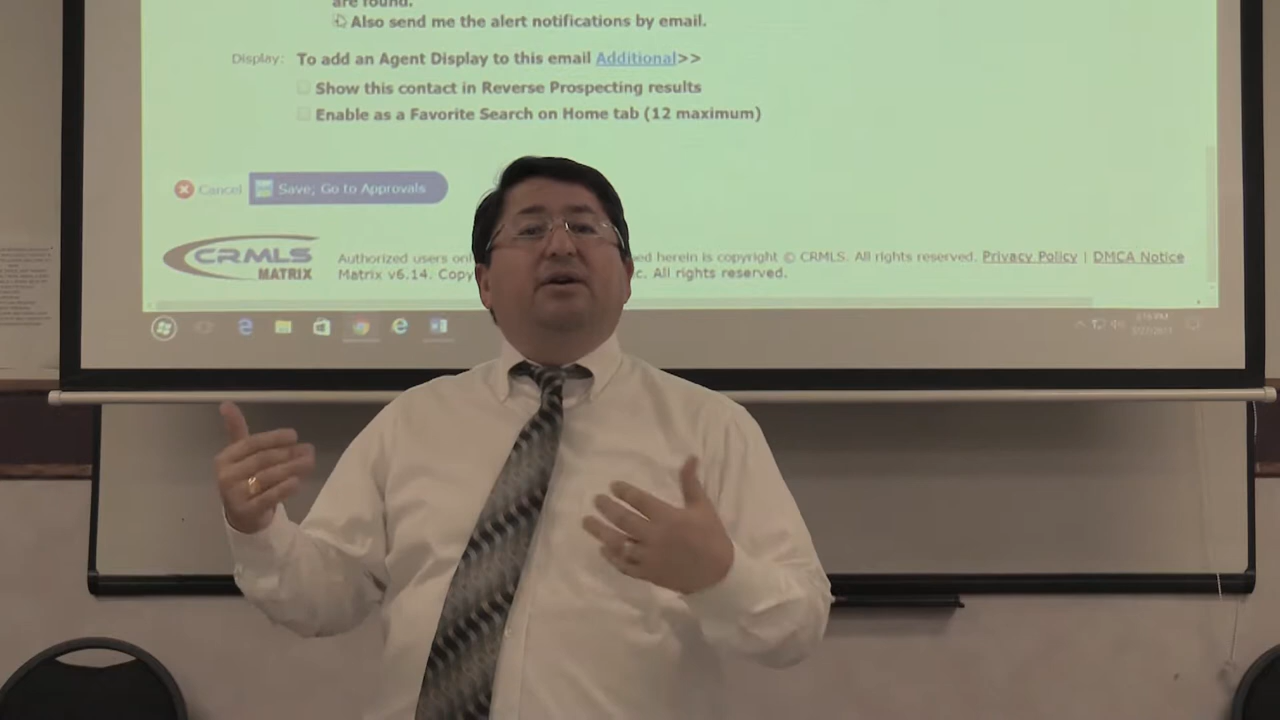 are found.
Also send me the alert notifications by email.
Display: To add an Agent Display to this email Additional>>
Show this contact in Reverse Prospecting results
Enable as a Favorite Search on Home tab (12 maximum)
Cancel Save; Go to Approvals
CRMLS
MATRIX
Authorized users ed herein is copyright © CRMLS. All rights reserved. Privacy Policy | DMCA Notice
Matrix v6.14. c. All rights reserved.